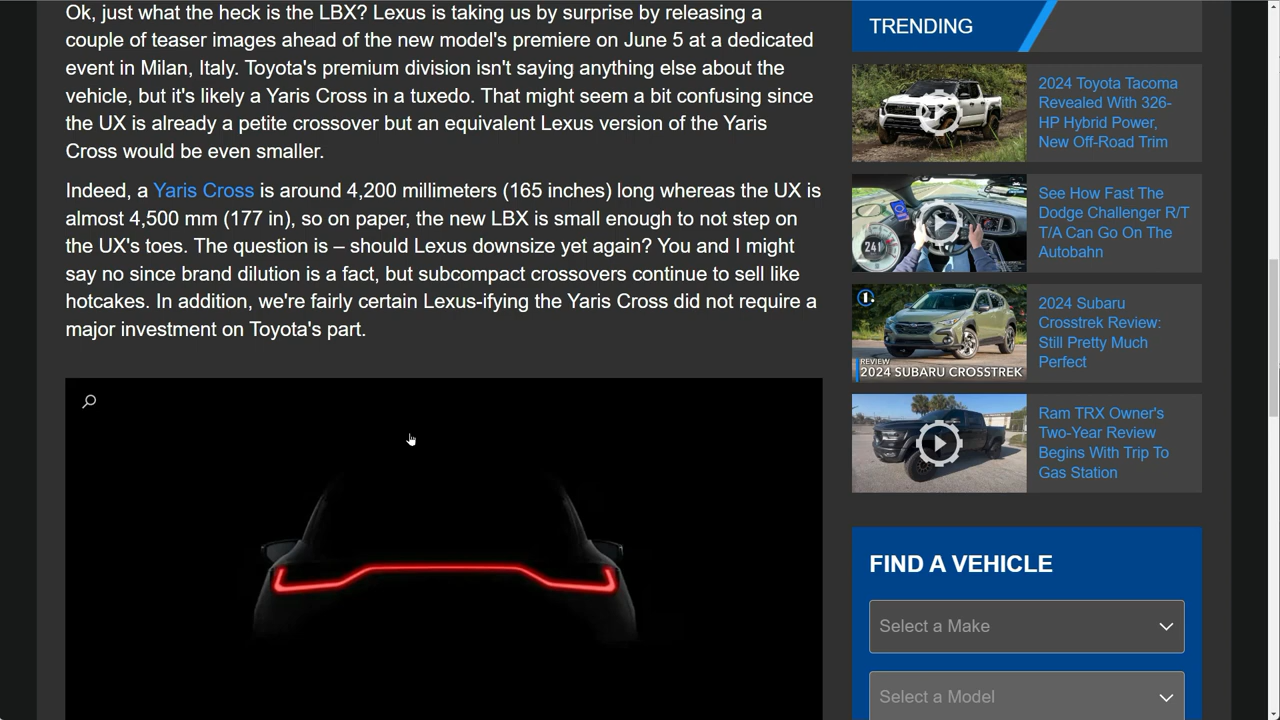 Ok, just what the heck is the LBX? Lexus is taking us by surprise by releasing a
couple of teaser images ahead of the new model's premiere on June 5 at a dedicated
event in Milan, Italy. Toyota's premium division isn't saying anything else about the
vehicle, but it's likely a Yaris Cross in a tuxedo. That might seem a bit confusing since
the UX is already a petite crossover but an equivalent Lexus version of the Yaris
Cross would be even smaller.
Indeed, a Yaris Cross is around 4,200 millimeters (165 inches) long whereas the UX is
almost 4,500 mm (177 in), so on paper, the new LBX is small enough to not step on
the UX's toes. The question is – should Lexus downsize yet again? You and I might
say no since brand dilution is a fact, but subcompact crossovers continue to sell like
hotcakes. In addition, we're fairly certain Lexus-ifying the Yaris Cross did not require a
major investment on Toyota's part.
TRENDING
2024 Toyota Tacoma
Revealed With 326-
HP Hybrid Power,
New Off-Road Trim
241
See How Fast The
Dodge Challenger R/T
T/A Can Go On The
Autobahn
REVIEW
2024 SUBARU CROSSTREK
2024 Subaru
Crosstrek Review:
Still Pretty Much
Perfect
Ram TRX Owner's
Two-Year Review
Begins With Trip To
Gas Station
FIND A VEHICLE
Select a Make
Select a Model